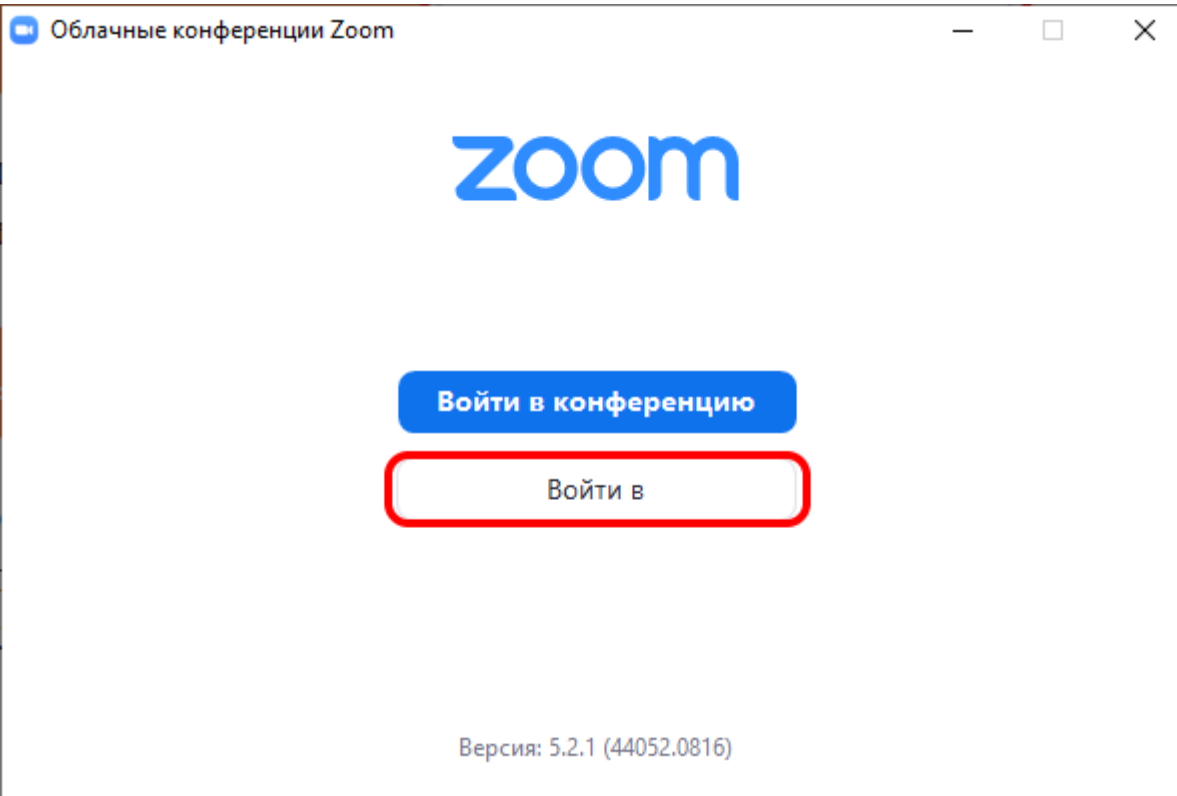 Облачные конференции Zoom
zoom
Войти в конференцию
Войти в
Версия: 5.2.1 (44052.0816)